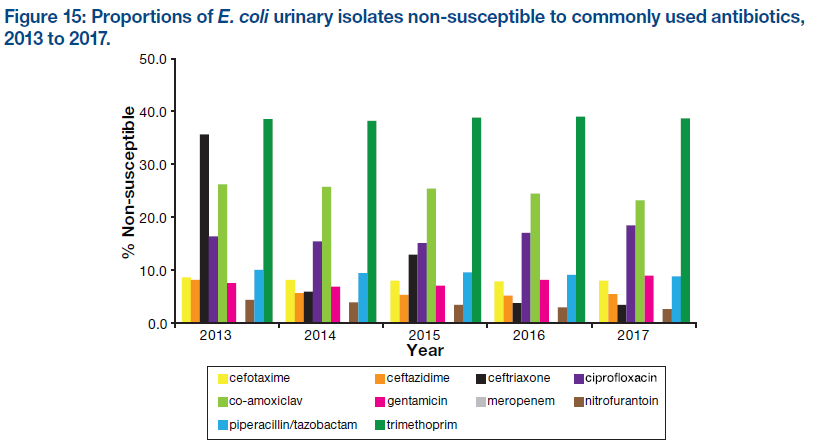 Figure 15: Proportions of E. coli urinary isolates non-susceptible to commonly used antibiotics,
2013 to 2017.
50.0
40.0
30.0
20.0
10.0
0.0
% Non-susceptible
2013 2014 2015 2016 2017
Year
cefotaxime ceftazidime ceftriaxone ciprofloxacin
co-amoxiclav gentamicin meropenem nitrofurantoin
piperacillin/tazobactam trimethoprim